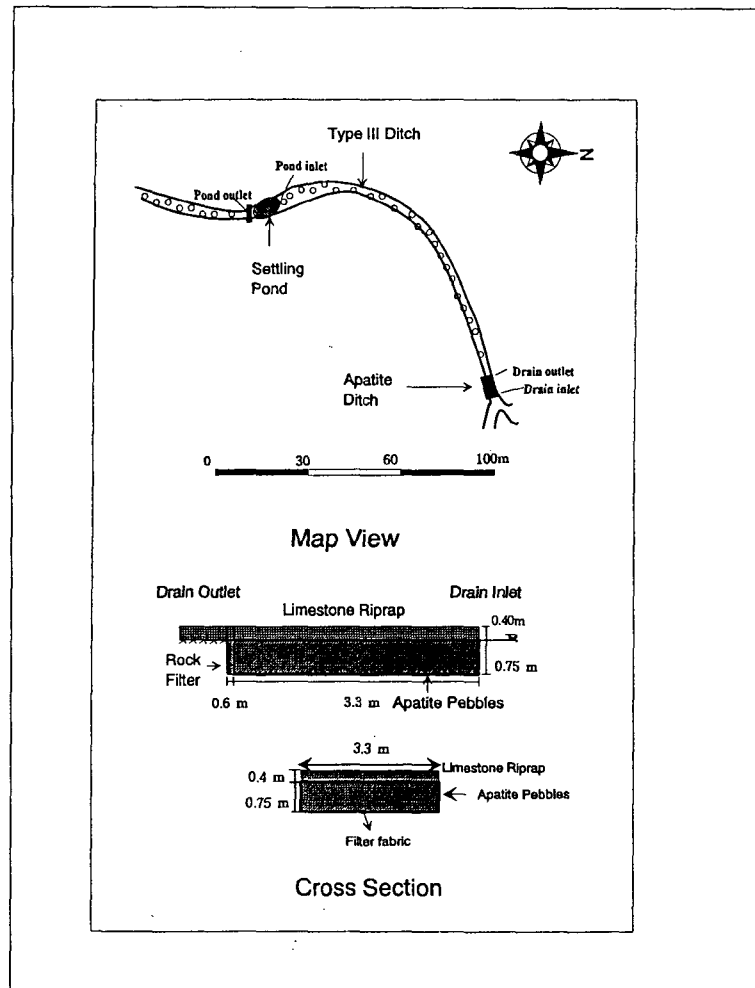 Type III Ditch
Pond inlet
N
Pond outlet
Settling
Pond
Drain outlet
Apatite
Ditch
Drain inlet
0 30 60 100m
Map View
Drain Outlet
Drain Inlet
Limestone Riprap
0.40m
Rock
Filter
0.75 m
0.6 m
3.3 m
Apatite Pebbles
3.3 m
Limestone Riprap
0.4 m
Apatite Pebbles
0.75 m
Filter fabric
Cross Section